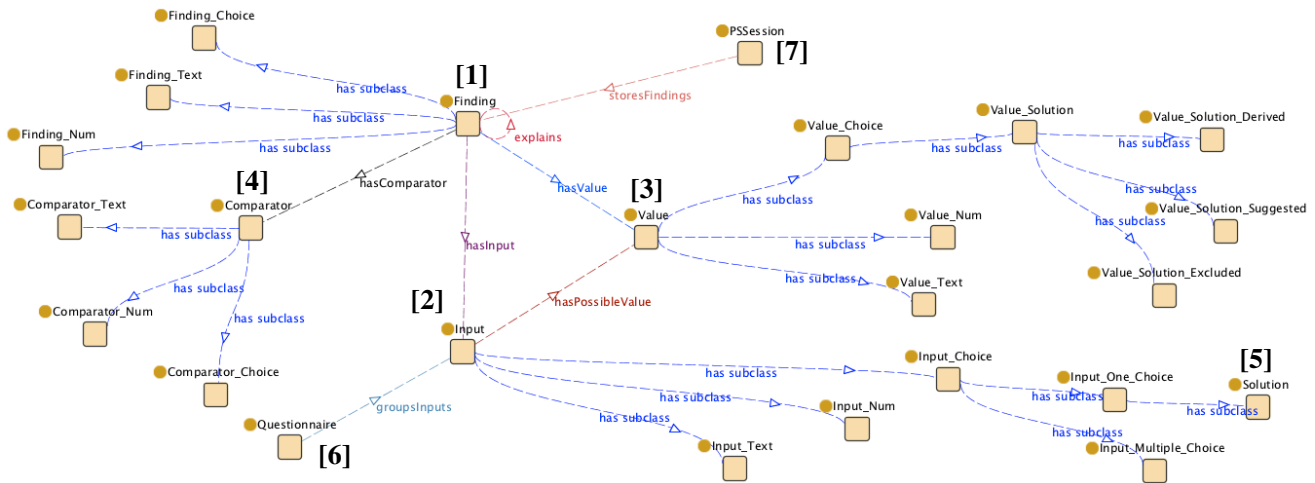 Finding_Choice
PSSession
[7]
Finding_Text
[1]
has subclass
storesFindings
Finding
has subclass
explains
Value_Solution
Value_Solution_Derived
Finding_Num
Value_Choice
has subclass
has subclass
has subclass
[4]
hasComparator
hasValue
[3]
has subclass
has subclass
Comparator_Text
Comparator
Value
Value_Num
Value_Solution_Suggested
has subclass
has subclass
has subclass
hasInput
has subclass
Value_Text
Value_Solution_Excluded
has subclass
[2]
hasPossibleValue
Comparator_Num
has subclass
Input
Input_Choice
[5]
Comparator_Choice
has subclass
Input_One_Choice
Solution
has subclass
groupsInputs
has subclass
Input_Num
has subclass
Questionnaire
has subclass
has subclass
[6]
Input_Text
Input_Multiple_Choice